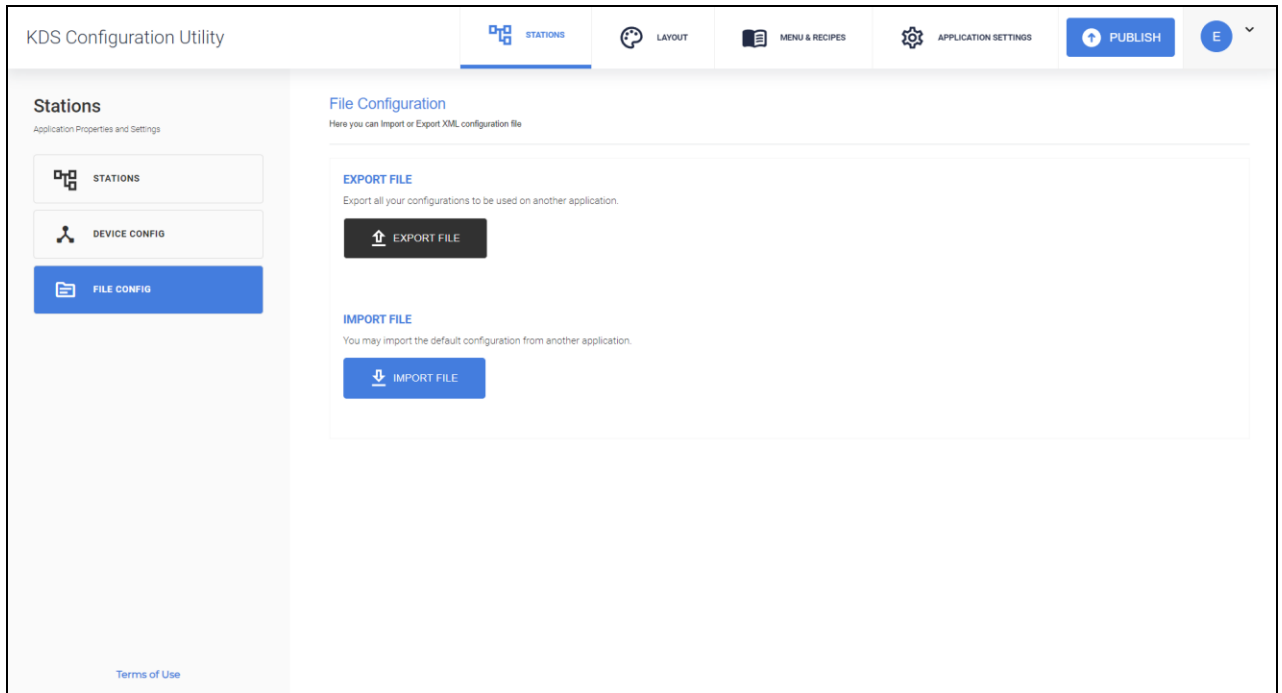 KDS Configuration Utility
STATIONS
LAYOUT
MENU & RECIPES
APPLICATION SETTINGS
PUBLISH
E
Stations
Application Properties and Settings
STATIONS
DEVICE CONFIG
FILE CONFIG
Terms of Use
File Configuration
Here you can Import or Export XML configuration file
EXPORT FILE
Export all your configurations to be used on another application.
EXPORT FILE
IMPORT FILE
You may import the default configuration from another application.
IMPORT FILE